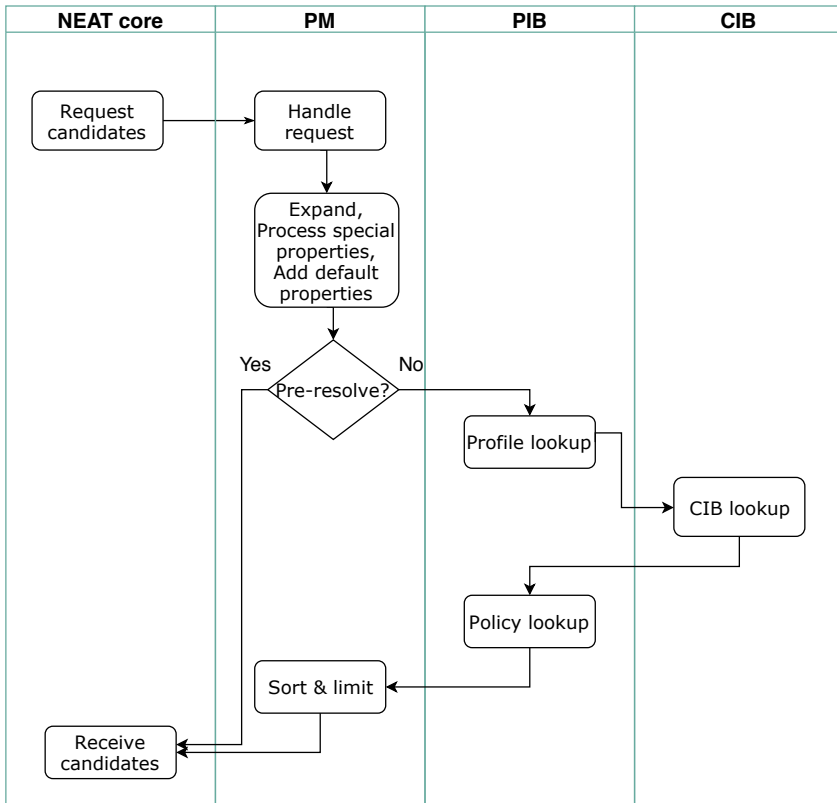 NEAT core
PM
PIB
CIB
Request
candidates
Handle
request
Expand,
Process special
properties,
Add default
properties
Yes
No
Pre-resolve?
Profile lookup
CIB lookup
Policy lookup
Sort & limit
Receive
candidates